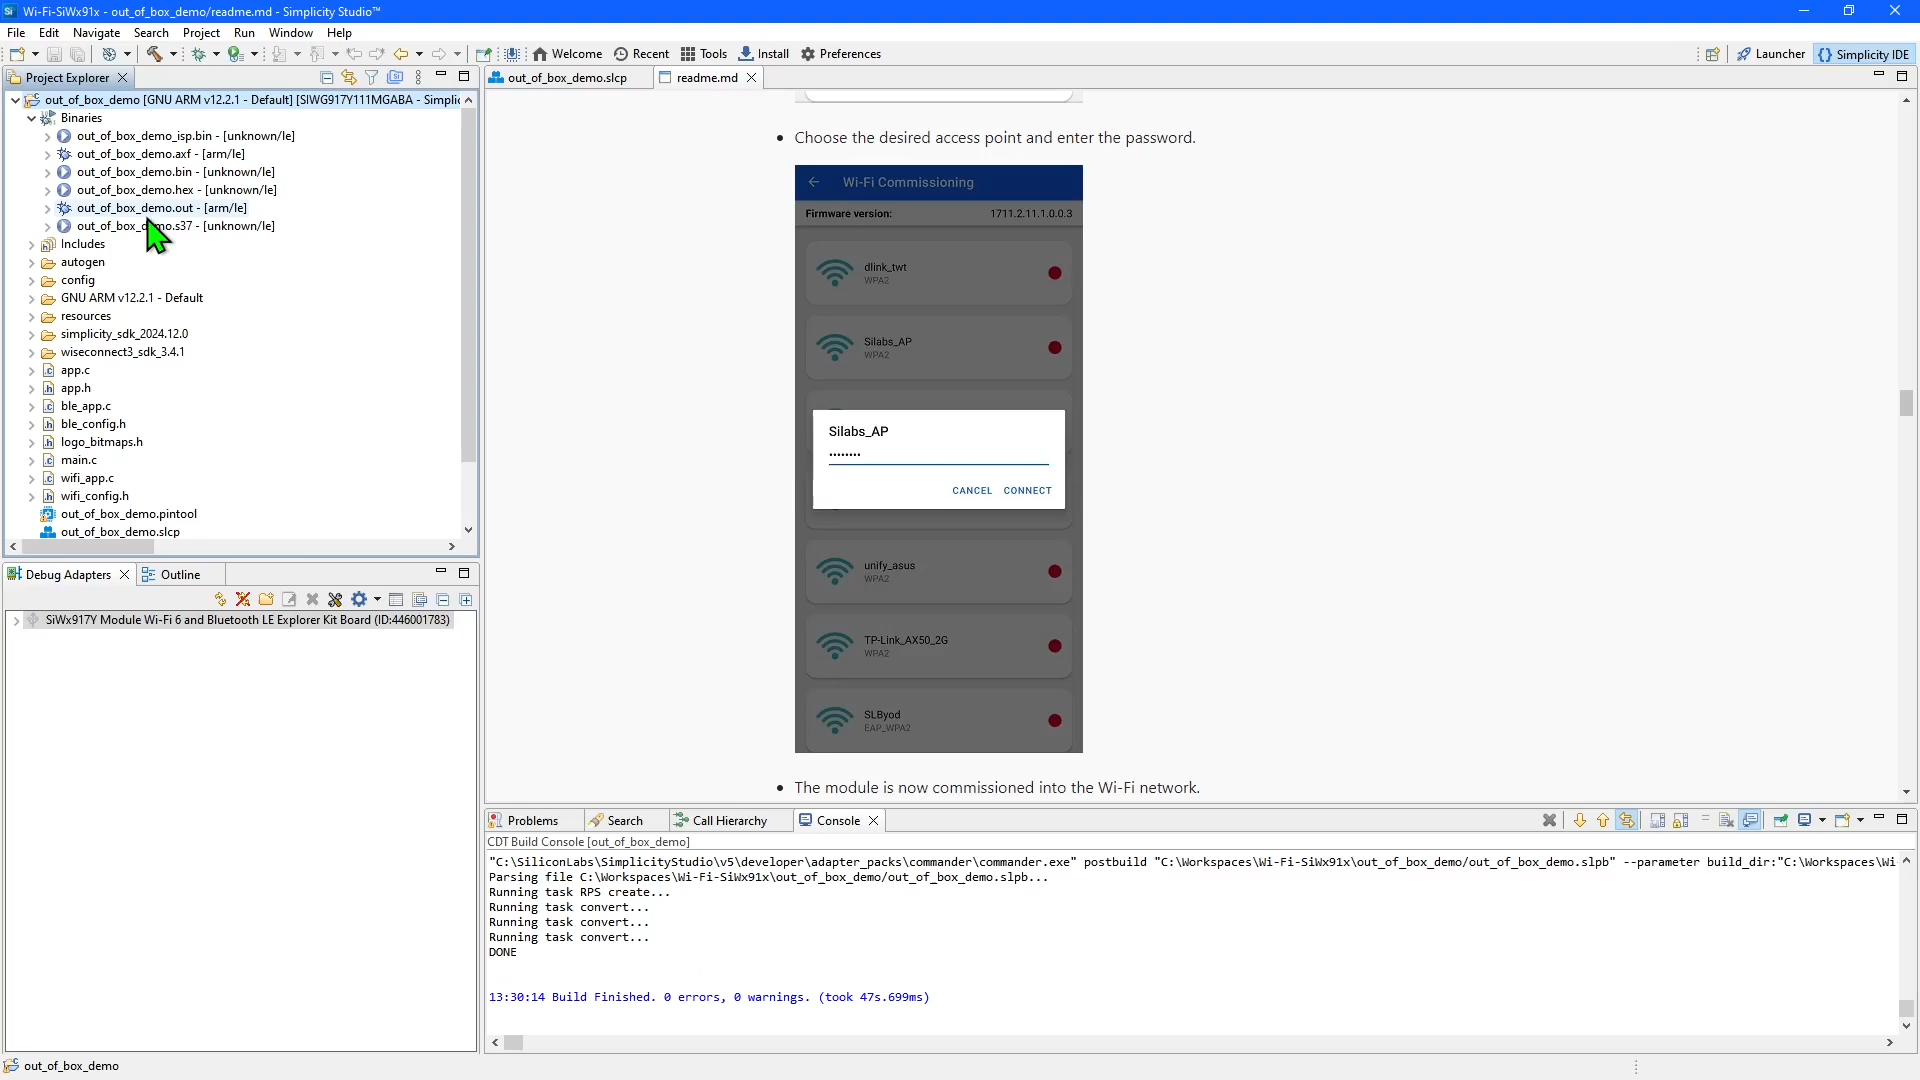 Wi-Fi-SiWx91x - out_of_box_demo/readme.md - Simplicity Studio™
File Edit Navigate Search Project Run Window Help
Welcome Recent Tools Install Preferences Launcher Simplicity IDE
Project Explorer
out_of_box_demo.slcp readme.md
out_of_box_demo [GNU ARM v12.2.1 - Default] [SIWG917Y111MGABA - Simplic
Binaries
out_of_box_demo_isp.bin - [unknown/le]
out_of_box_demo.axf - [arm/le]
out_of_box_demo.bin - [unknown/le]
out_of_box_demo.hex - [unknown/le]
out_of_box_demo.out - [arm/le]
out_of_box_demo.s37 - [unknown/le]
Includes
autogen
config
GNU ARM v12.2.1 - Default
resources
simplicity_sdk_2024.12.0
wiseconnect3_sdk_3.4.1
app.c
app.h
ble_app.c
ble_config.h
logo_bitmaps.h
main.c
wifi_app.c
wifi_config.h
out_of_box_demo.pintool
out_of_box_demo.slcp
Debug Adapters Outline
SiWx917Y Module Wi-Fi 6 and Bluetooth LE Explorer Kit Board (ID:446001783)
• Choose the desired access point and enter the password.
Wi-Fi Commissioning
Firmware version: 1711.2.11.1.0.0.3
dlink_twt
WPA2
Silabs_AP
WPA2
Silabs_AP
••••••••
CANCEL CONNECT
unify_asus
WPA2
TP-Link_AX50_2G
WPA2
SLByod
EAP_WPA2
• The module is now commissioned into the Wi-Fi network.
Problems Search Call Hierarchy Console
CDT Build Console [out_of_box_demo]
"C:\SiliconLabs\SimplicityStudio\v5\developer\adapter_packs\commander\commander.exe" postbuild "C:\Workspaces\Wi-Fi-SiWx91x\out_of_box_demo/out_of_box_demo.slpb" --parameter build_dir:"C:\Workspaces\Wi-
Parsing file C:\Workspaces\Wi-Fi-SiWx91x\out_of_box_demo/out_of_box_demo.slpb...
Running task RPS create...
Running task convert...
Running task convert...
Running task convert...
DONE
13:30:14 Build Finished. 0 errors, 0 warnings. (took 47s.699ms)
out_of_box_demo